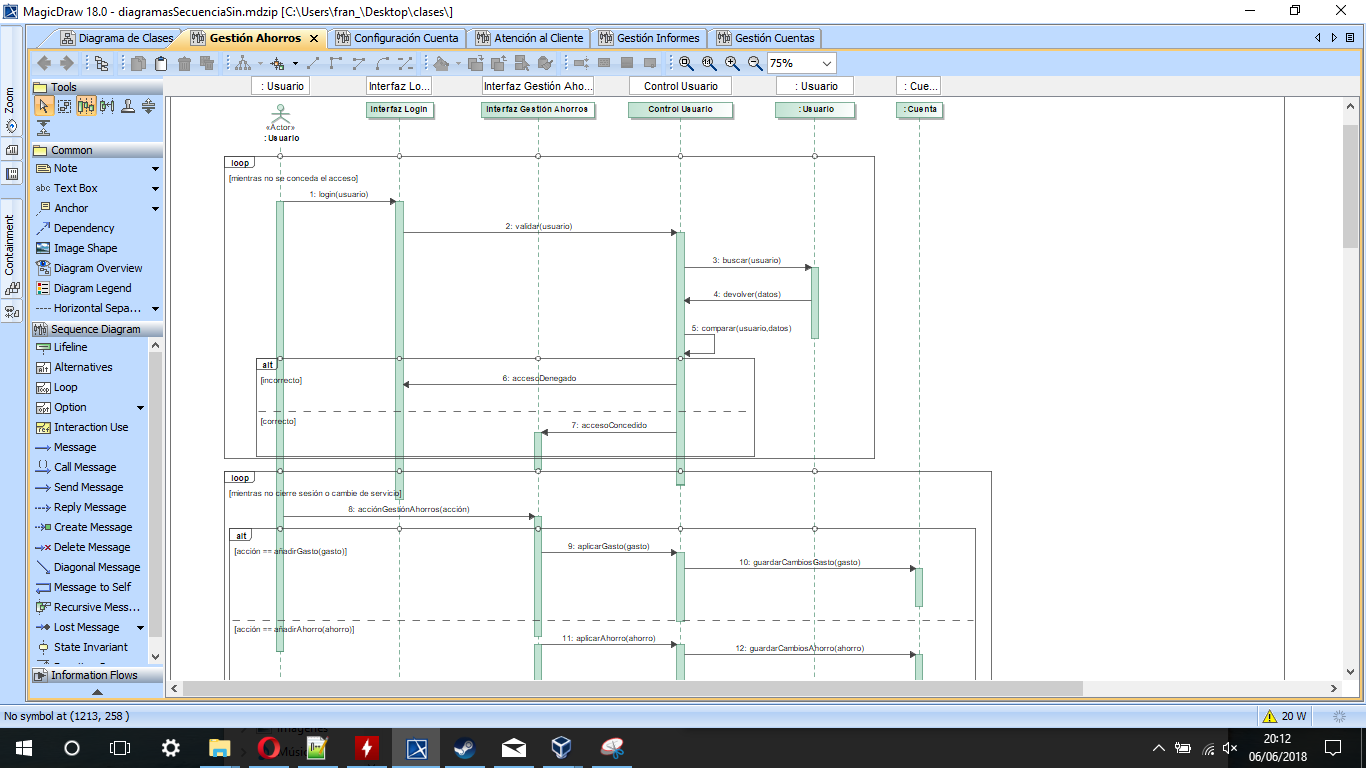 MagicDraw 18.0 - diagramasSecuenciaSin.mdzip [C:\Users\fran_\Desktop\clases\]
Diagrama de Clases
Gestión Ahorros
Configuración Cuenta
Atención al Cliente
Gestión Informes
Gestión Cuentas
75%
Zoom
Containment
Tools
Common
Note
abc Text Box
Anchor
Dependency
Image Shape
Diagram Overview
Diagram Legend
Horizontal Sepa...
Sequence Diagram
Lifeline
Alternatives
Loop
Option
Interaction Use
Message
Call Message
Send Message
Reply Message
Create Message
Delete Message
Diagonal Message
Message to Self
Recursive Mess...
Lost Message
State Invariant
Information Flows
: Usuario
Interfaz Lo...
Interfaz Gestión Aho...
Control Usuario
: Usuario
: Cue...
«Actor»
: Usuario
Interfaz Login
Interfaz Gestión Ahorros
Control Usuario
: Usuario
: Cuenta
loop
[mientras no se conceda el acceso]
1: login(usuario)
2: validar(usuario)
3: buscar(usuario)
4: devolver(datos)
5: comparar(usuario,datos)
alt
[incorrecto]
6: accesoDenegado
[correcto]
7: accesoConcedido
loop
[mientras no cierre sesión o cambie de servicio]
8: acciónGestiónAhorros(acción)
alt
[acción == añadirGasto(gasto)]
9: aplicarGasto(gasto)
10: guardarCambiosGasto(gasto)
[acción == añadirAhorro(ahorro)]
11: aplicarAhorro(ahorro)
12: guardarCambiosAhorro(ahorro)
No symbol at (1213, 258 )
20 W
20:12
06/06/2018